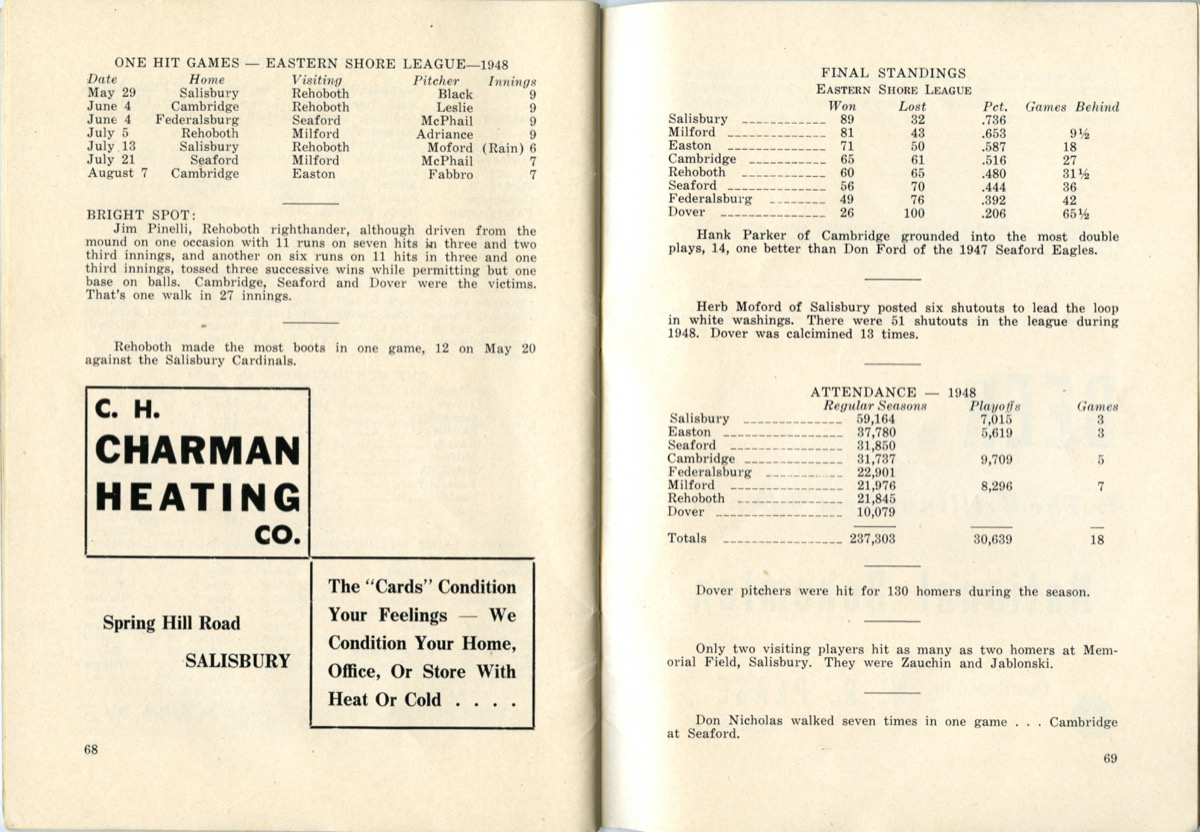 ONE HIT GAMES — EASTERN SHORE LEAGUE—1948
Date Home Visiting Pitcher Innings
May 29 Salisbury Rehoboth Black 9
June 4 Cambridge Rehoboth Leslie 9
June 4 Federalsburg Seaford McPhail 9
July 5 Rehoboth Milford Adriance 9
July 13 Salisbury Rehoboth Moford (Rain) 6
July 21 Seaford Milford McPhail 7
August 7 Cambridge Easton Fabbro 7
BRIGHT SPOT:
Jim Pinelli, Rehoboth righthander, although driven from the
mound on one occasion with 11 runs on seven hits in three and two
third innings, and another on six runs on 11 hits in three and one
third innings, tossed three successive wins while permitting but one
base on balls. Cambridge, Seaford and Dover were the victims.
That's one walk in 27 innings.
Rehoboth made the most boots in one game, 12 on May 20
against the Salisbury Cardinals.
C. H.
CHARMAN
HEATING
CO.
Spring Hill Road
SALISBURY
The "Cards" Condition
Your Feelings — We
Condition Your Home,
Office, Or Store With
Heat Or Cold . . . .
68
FINAL STANDINGS
EASTERN SHORE LEAGUE
Won Lost Pct. Games Behind
Salisbury 89 32 .736
Milford 81 43 .653 9½
Easton 71 50 .587 18
Cambridge 65 61 .516 27
Rehoboth 60 65 .480 31½
Seaford 56 70 .444 36
Federalsburg 49 76 .392 42
Dover 26 100 .206 65½
Hank Parker of Cambridge grounded into the most double
plays, 14, one better than Don Ford of the 1947 Seaford Eagles.
Herb Moford of Salisbury posted six shutouts to lead the loop
in white washings. There were 51 shutouts in the league during
1948. Dover was calcimined 13 times.
ATTENDANCE — 1948
Regular Seasons Playoffs Games
Salisbury 59,164 7,015 3
Easton 37,780 5,619 3
Seaford 31,850
Cambridge 31,737 9,709 5
Federalsburg 22,901
Milford 21,976 8,296 7
Rehoboth 21,845
Dover 10,079
Totals 237,303 30,639 18
Dover pitchers were hit for 130 homers during the season.
Only two visiting players hit as many as two homers at Mem-
orial Field, Salisbury. They were Zauchin and Jablonski.
Don Nicholas walked seven times in one game . . . Cambridge
at Seaford.
69